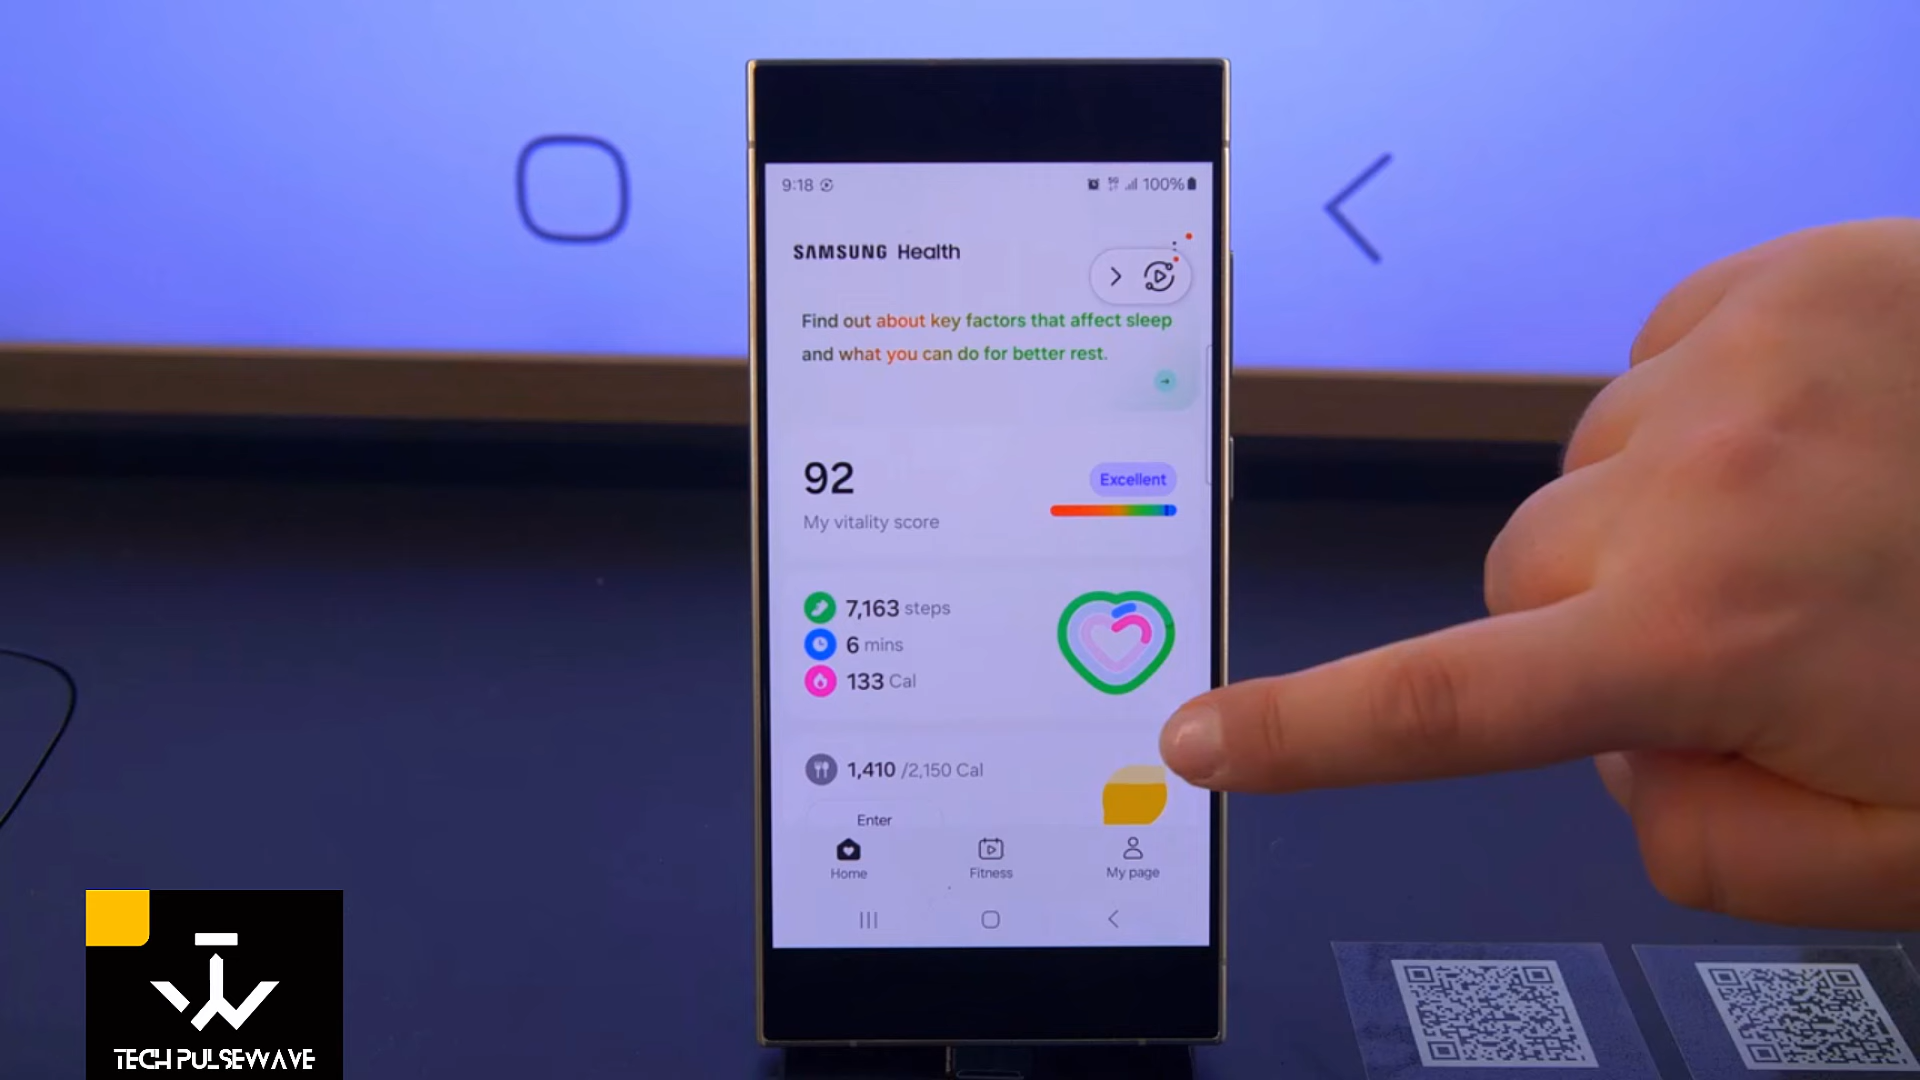 9:18
100%
SAMSUNG Health
Find out about key factors that affect sleep
and what you can do for better rest.
92
Excellent
My vitality score
7,163 steps
6 mins
133 Cal
1,410 /2,150 Cal
Enter
Home
Fitness
My page
TECH PULSEWAVE